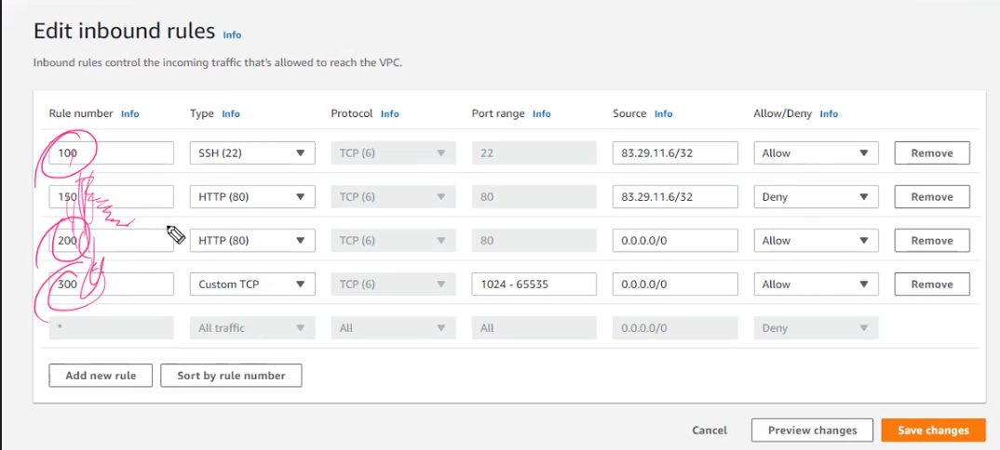 Edit inbound rules Info
Inbound rules control the incoming traffic that's allowed to reach the VPC.
Rule number Info Type Info Protocol Info Port range Info Source Info Allow/Deny Info
100 SSH (22) TCP (6) 22 83.29.11.6/32 Allow Remove
150 HTTP (80) TCP (6) 80 83.29.11.6/32 Deny Remove
200 HTTP (80) TCP (6) 80 0.0.0.0/0 Allow Remove
300 Custom TCP TCP (6) 1024 - 65535 0.0.0.0/0 Allow Remove
* All traffic All All 0.0.0.0/0 Deny
Add new rule Sort by rule number
Cancel Preview changes Save changes